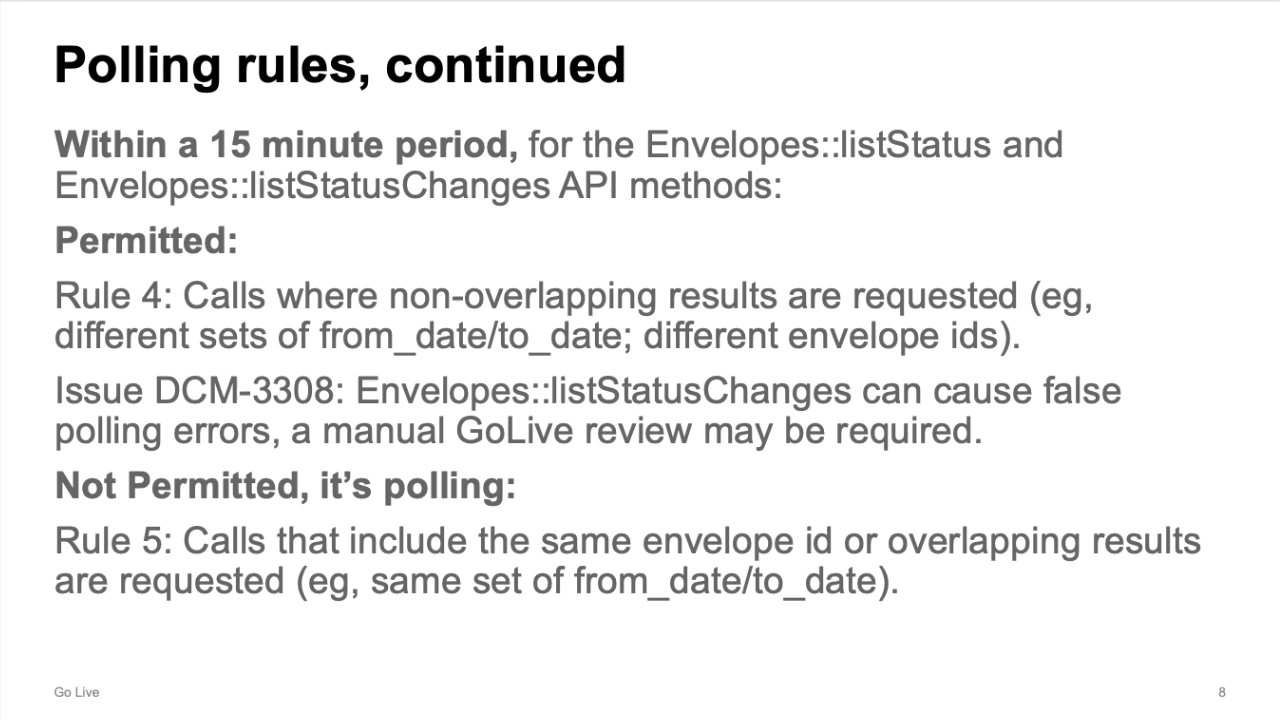 Polling rules, continued
Within a 15 minute period, for the Envelopes::listStatus and
Envelopes::listStatusChanges API methods:
Permitted:
Rule 4: Calls where non-overlapping results are requested (eg,
different sets of from_date/to_date; different envelope ids).
Issue DCM-3308: Envelopes::listStatusChanges can cause false
polling errors, a manual GoLive review may be required.
Not Permitted, it’s polling:
Rule 5: Calls that include the same envelope id or overlapping results
are requested (eg, same set of from_date/to_date).
Go Live
8